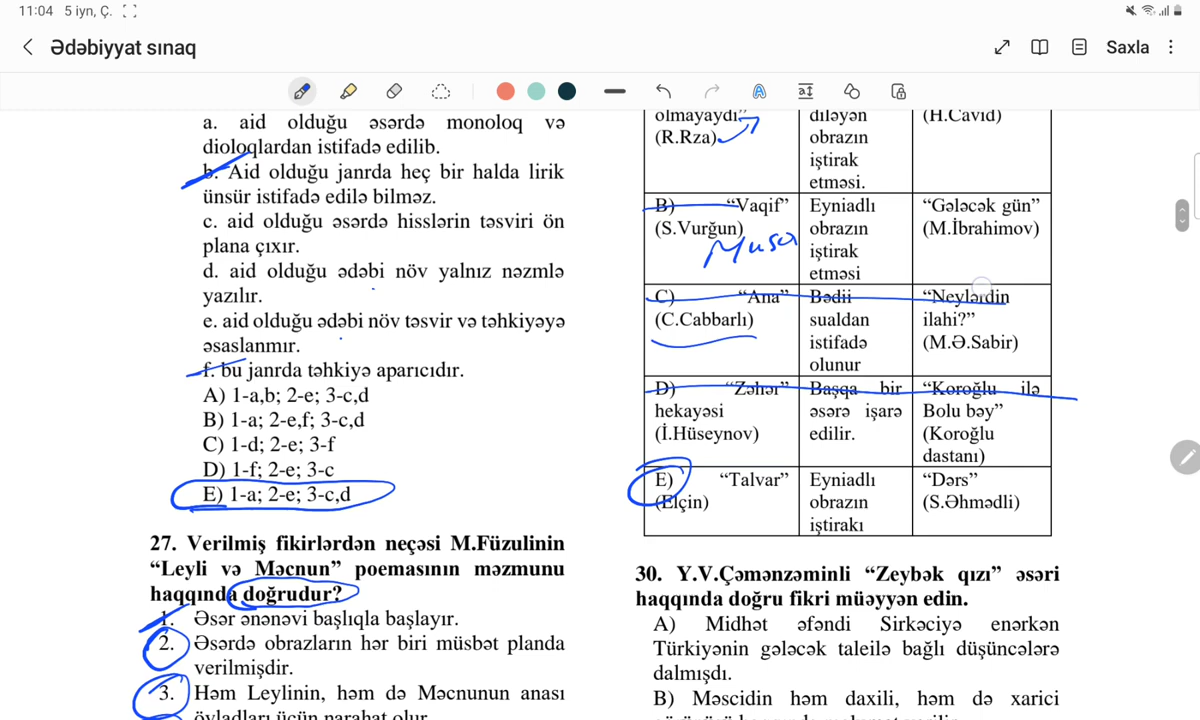 11:04 5 iyn, Ç.
Ədəbiyyat sınaq
Saxla
a. aid olduğu əsərdə monoloq və
dioloqlardan istifadə edilib.
b. Aid olduğu janrda heç bir halda lirik
ünsür istifadə edilə bilməz.
c. aid olduğu əsərdə hisslərin təsviri ön
plana çıxır.
d. aid olduğu ədəbi növ yalnız nəzmlə
yazılır.
e. aid olduğu ədəbi növ təsvir və təhkiyəyə
əsaslanmır.
f. bu janrda təhkiyə aparıcıdır.
A) 1-a,b; 2-e; 3-c,d
B) 1-a; 2-e,f; 3-c,d
C) 1-d; 2-e; 3-f
D) 1-f; 2-e; 3-c
E) 1-a; 2-e; 3-c,d
27. Verilmiş fikirlərdən neçəsi M.Füzulinin
“Leyli və Məcnun” poemasının məzmunu
haqqında doğrudur?
1. Əsər ənənəvi başlıqla başlayır.
2. Əsərdə obrazların hər biri müsbət planda
verilmişdir.
3. Həm Leylinin, həm də Məcnunun anası
övladları üçün narahat olur.
olmayaydı”
(R.Rza)
diləyən
obrazın
iştirak
etməsi.
(H.Cavid)
B) “Vaqif”
(S.Vurğun)
Musa
Eyniadlı
obrazın
iştirak
etməsi
“Gələcək gün”
(M.İbrahimov)
C) “Ana”
(C.Cabbarlı)
Bədii
sualdan
istifadə
olunur
“Neylərdin
ilahi?”
(M.Ə.Sabir)
D) “Zəhər”
hekayəsi
(İ.Hüseynov)
Başqa bir
əsərə işarə
edilir.
“Koroğlu ilə
Bolu bəy”
(Koroğlu
dastanı)
E) “Talvar”
(Elçin)
Eyniadlı
obrazın
iştirakı
“Dərs”
(S.Əhmədli)
30. Y.V.Çəmənzəminli “Zeybək qızı” əsəri
haqqında doğru fikri müəyyən edin.
A) Midhət əfəndi Sirkəciyə enərkən
Türkiyənin gələcək taleilə bağlı düşüncələrə
dalmışdı.
B) Məscidin həm daxili, həm də xarici